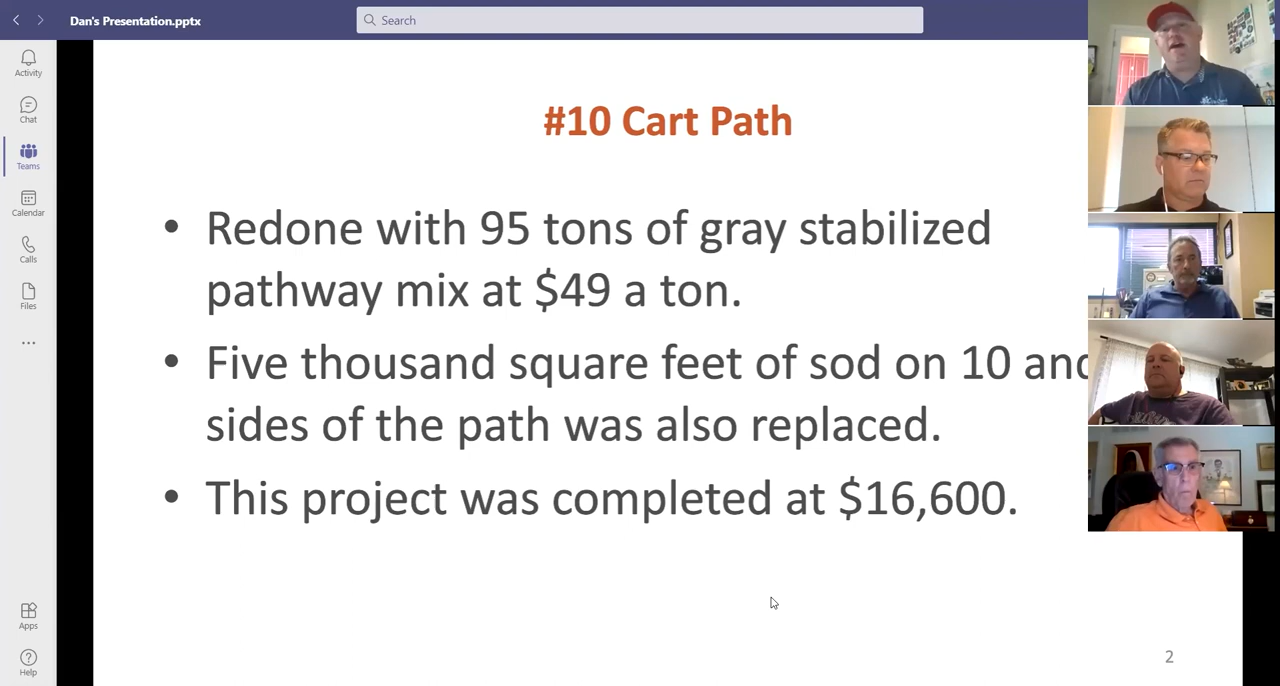 Dan's Presentation.pptx
Search
Activity
Chat
Teams
Calendar
Calls
Files
Apps
Help
#10 Cart Path
• Redone with 95 tons of gray stabilized
pathway mix at $49 a ton.
• Five thousand square feet of sod on 10 and
sides of the path was also replaced.
• This project was completed at $16,600.
2